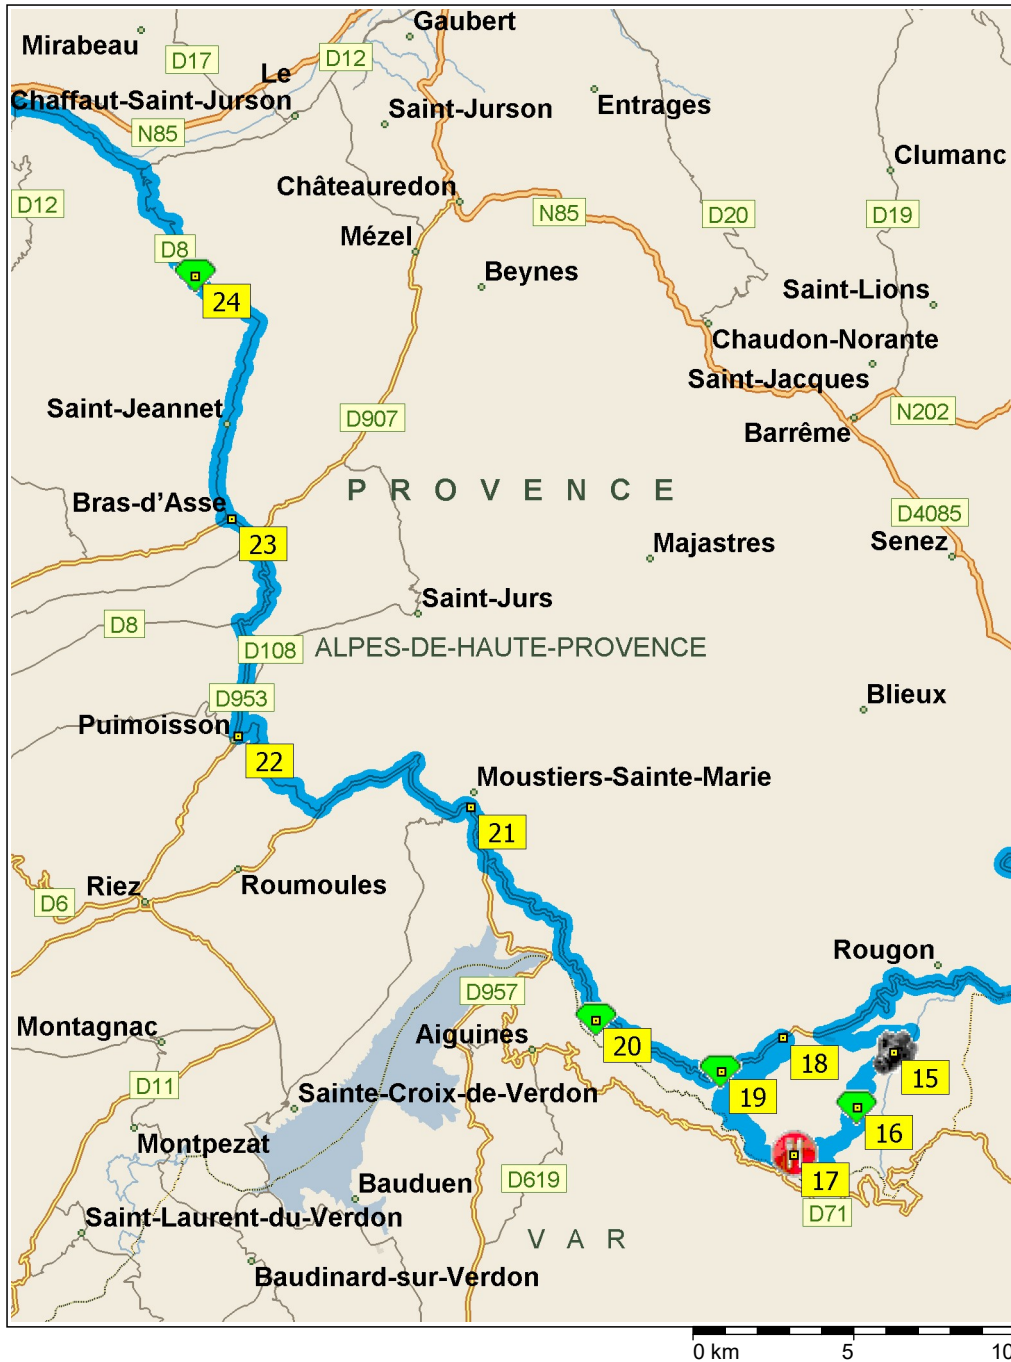 Gaubert
Mirabeau
D17
D12
Le
Chaffaut-Saint-Jurson
Saint-Jurson
Entrages
N85
Clumanc
Châteauredon
D12
N85
D20
D19
Mézel
D8
Beynes
Saint-Lions
24
Chaudon-Norante
Saint-Jacques
Saint-Jeannet
D907
N202
Barrême
PROVENCE
Bras-d'Asse
D4085
23
Majastres
Senez
Saint-Jurs
D8
D108
ALPES-DE-HAUTE-PROVENCE
D953
Blieux
Puimoisson
22
Moustiers-Sainte-Marie
21
Riez
Roumoules
D6
Rougon
D957
Montagnac
Aiguines
20
18
15
D11
Sainte-Croix-de-Verdon
19
16
Montpezat
17
Bauduen
D619
D71
Saint-Laurent-du-Verdon
VAR
Baudinard-sur-Verdon
0 km
5
10